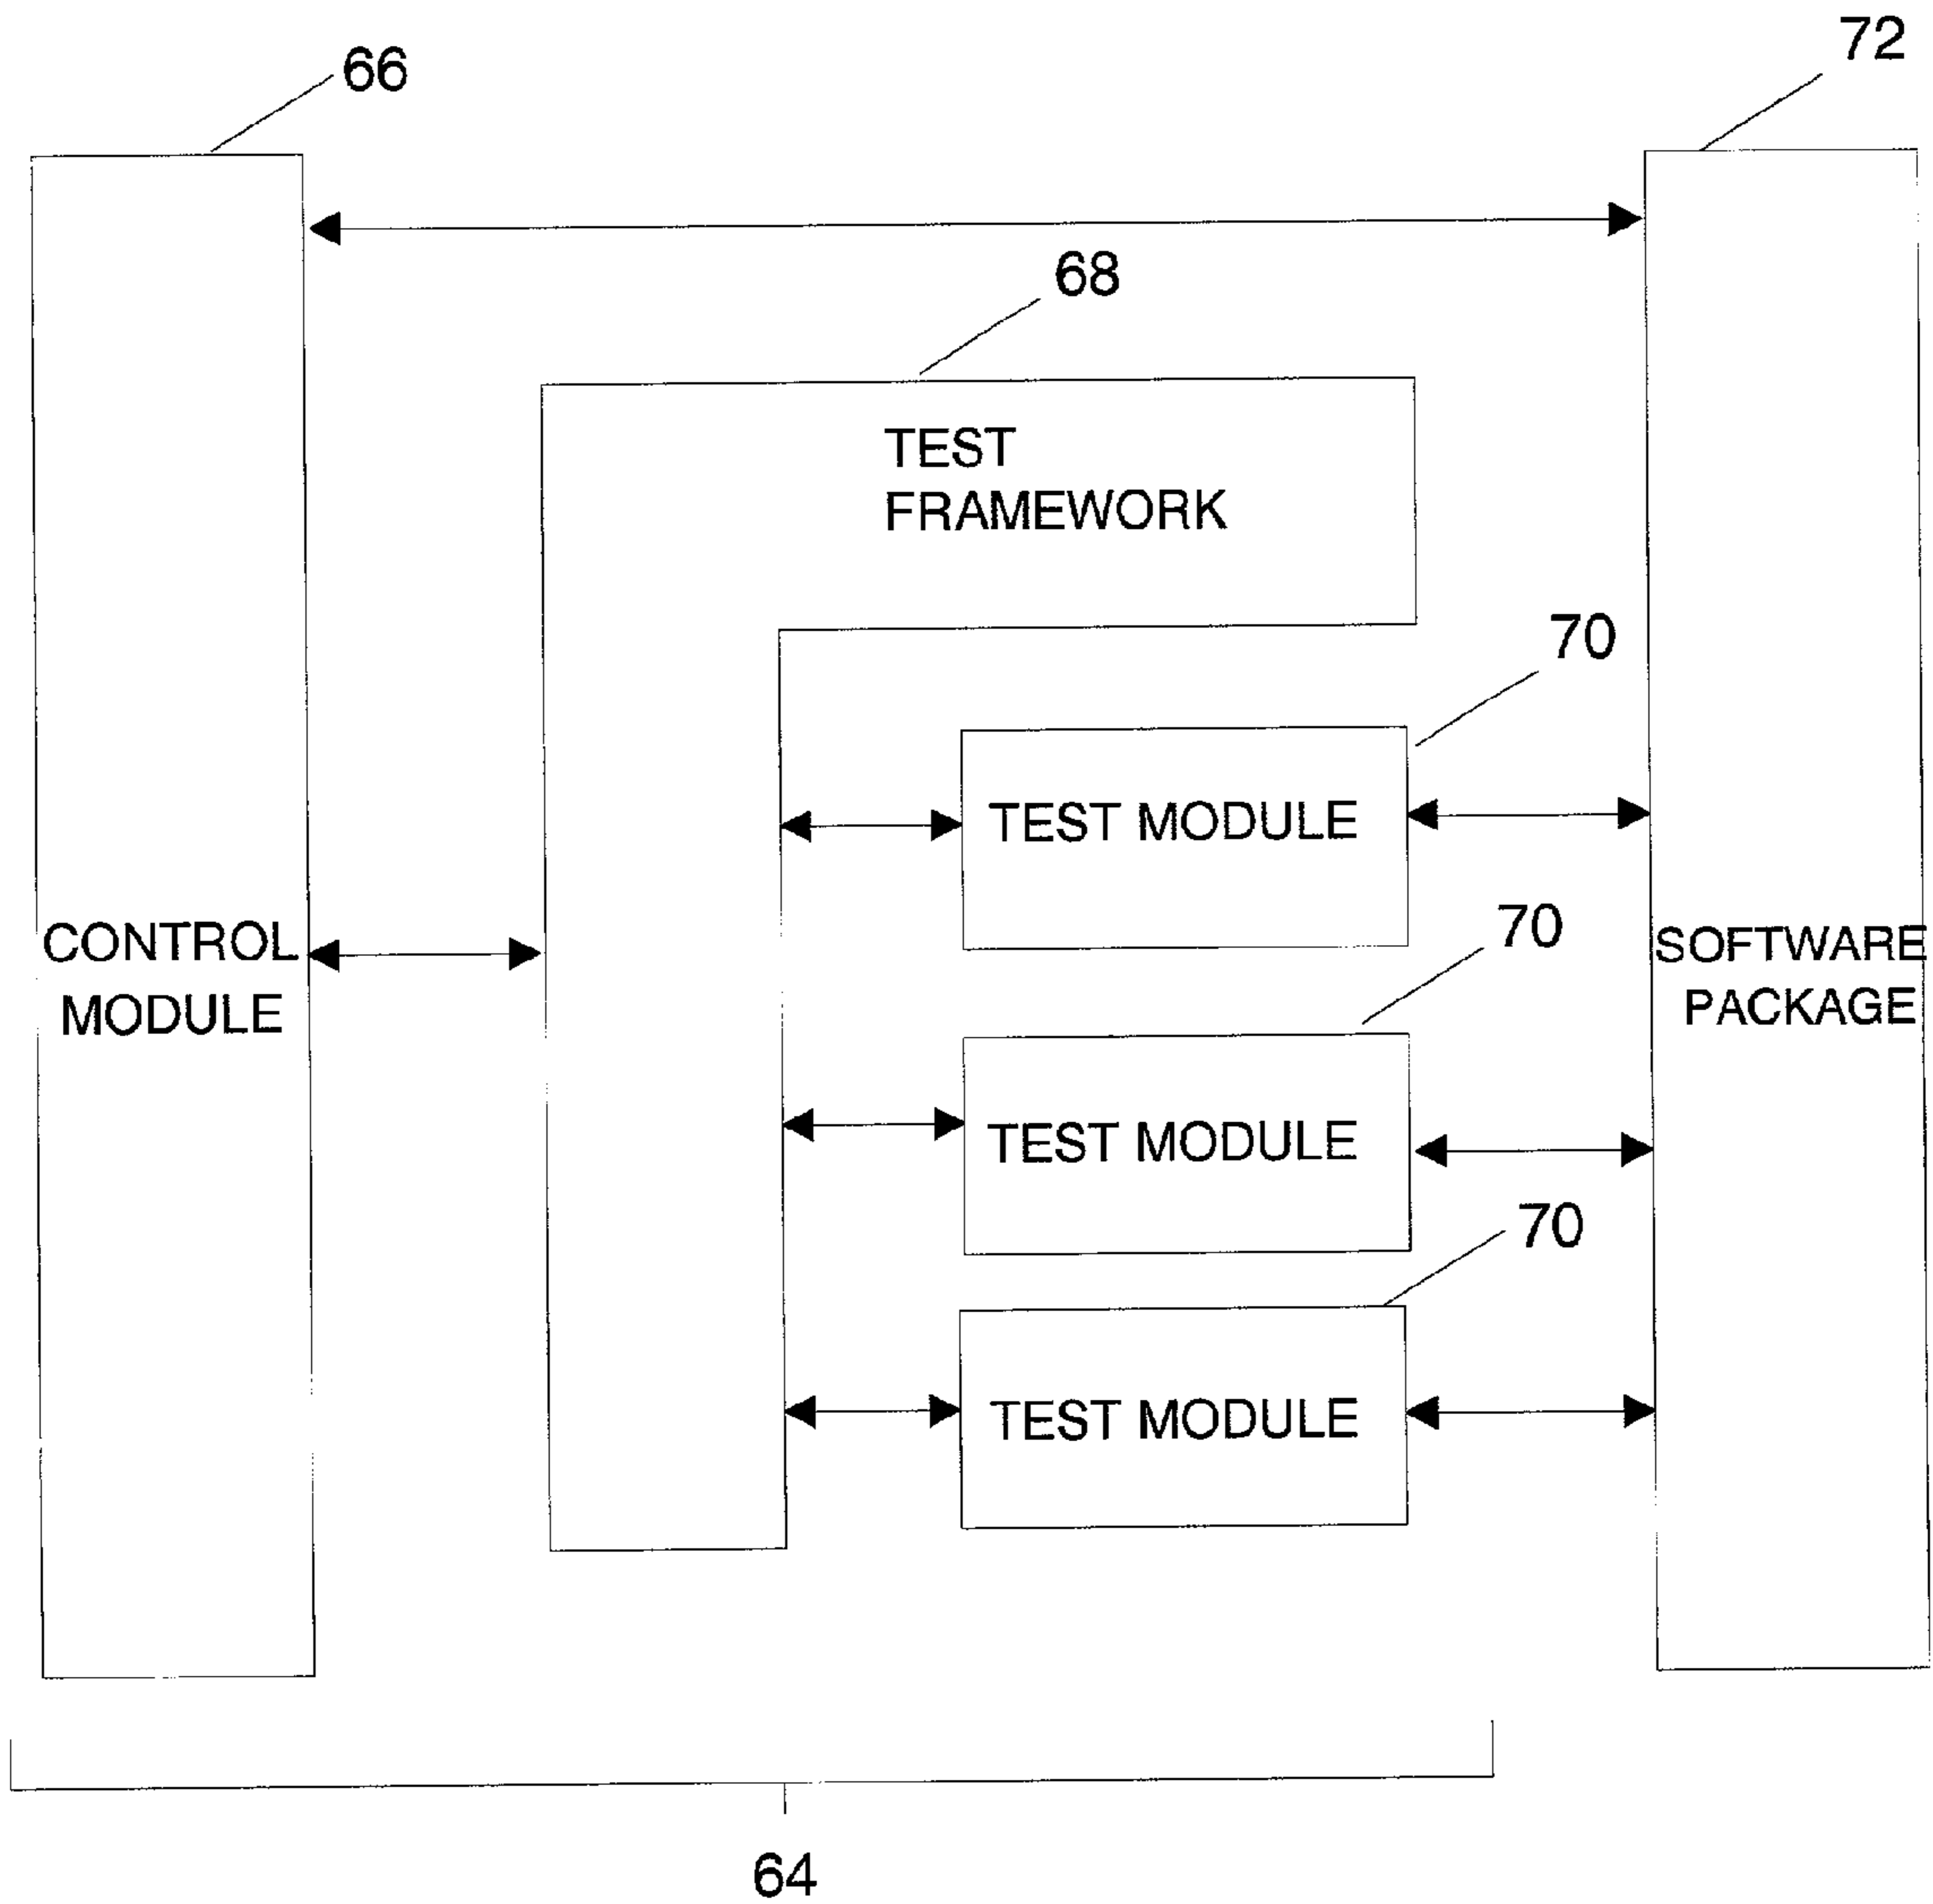 66
72
68
TEST
FRAMEWORK
70
TEST MODULE
70
CONTROL
MODULE
SOFTWARE
PACKAGE
TEST MODULE
70
TEST MODULE
64